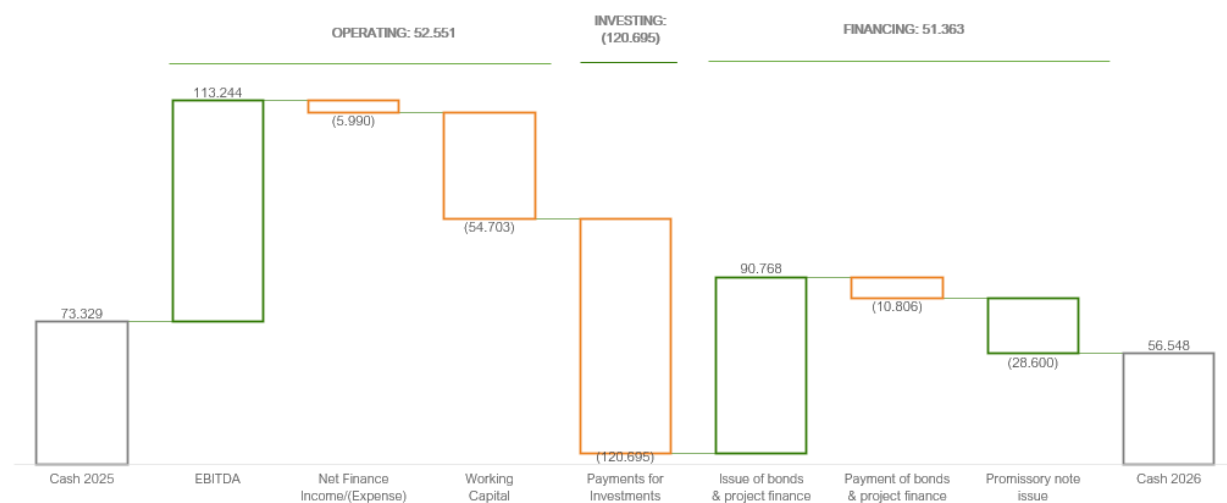 OPERATING: 52.551
INVESTING:
(120.695)
FINANCING: 51.363
73.329
113.244
(5.990)
(54.703)
(120.695)
90.768
(10.806)
(28.600)
56.548
Cash 2025
EBITDA
Net Finance
Income/(Expense)
Working
Capital
Payments for
Investments
Issue of bonds
& project finance
Payment of bonds
& project finance
Promissory note
issue
Cash 2026